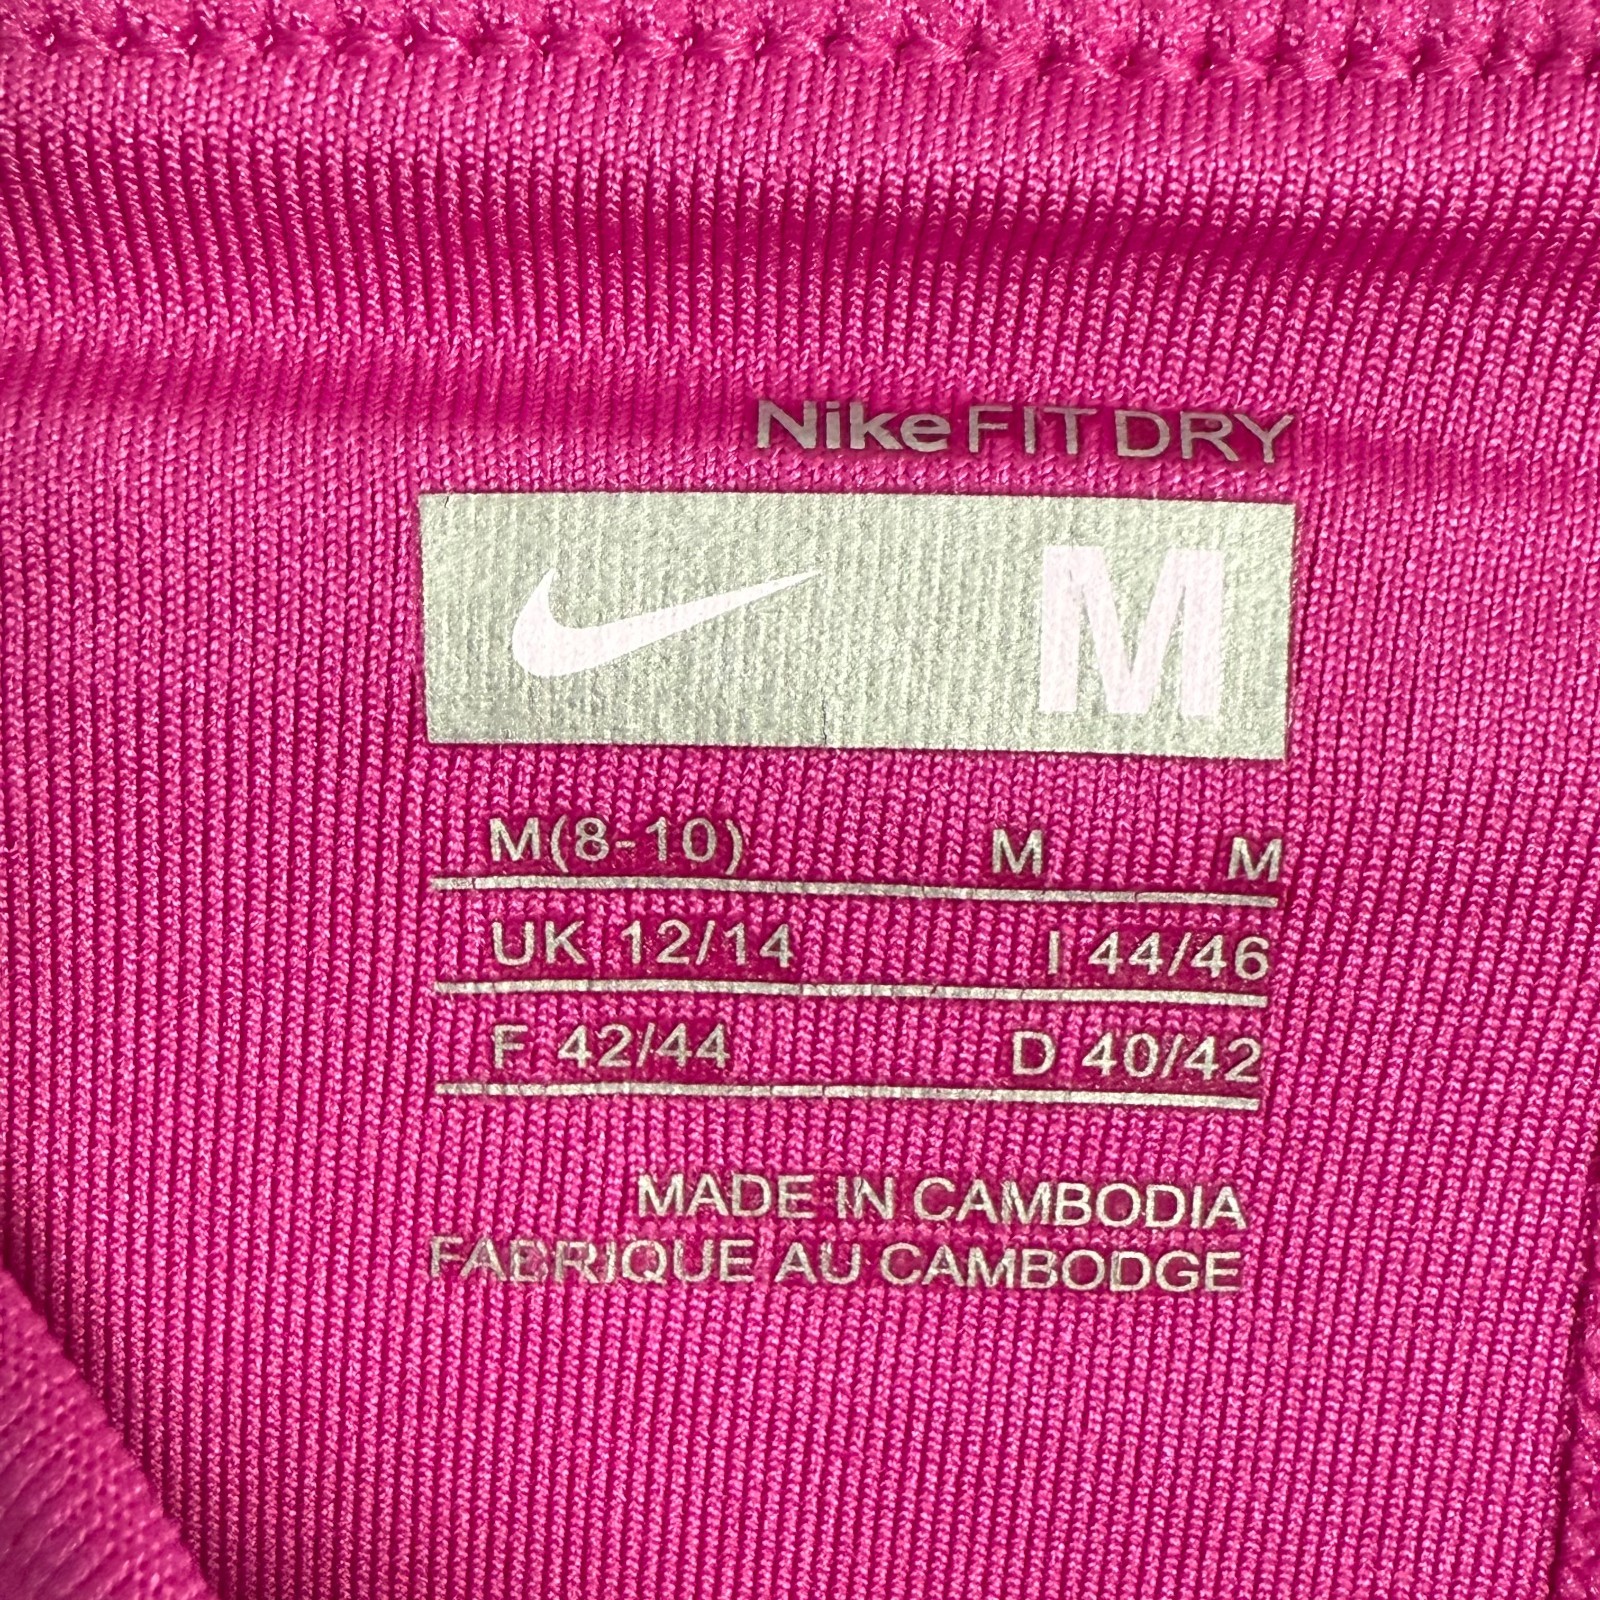 Nike FIT DRY
M
M(8-10) M M
UK 12/14 I 44/46
F 42/44 D 40/42
MADE IN CAMBODIA
FABRIQUE AU CAMBODGE